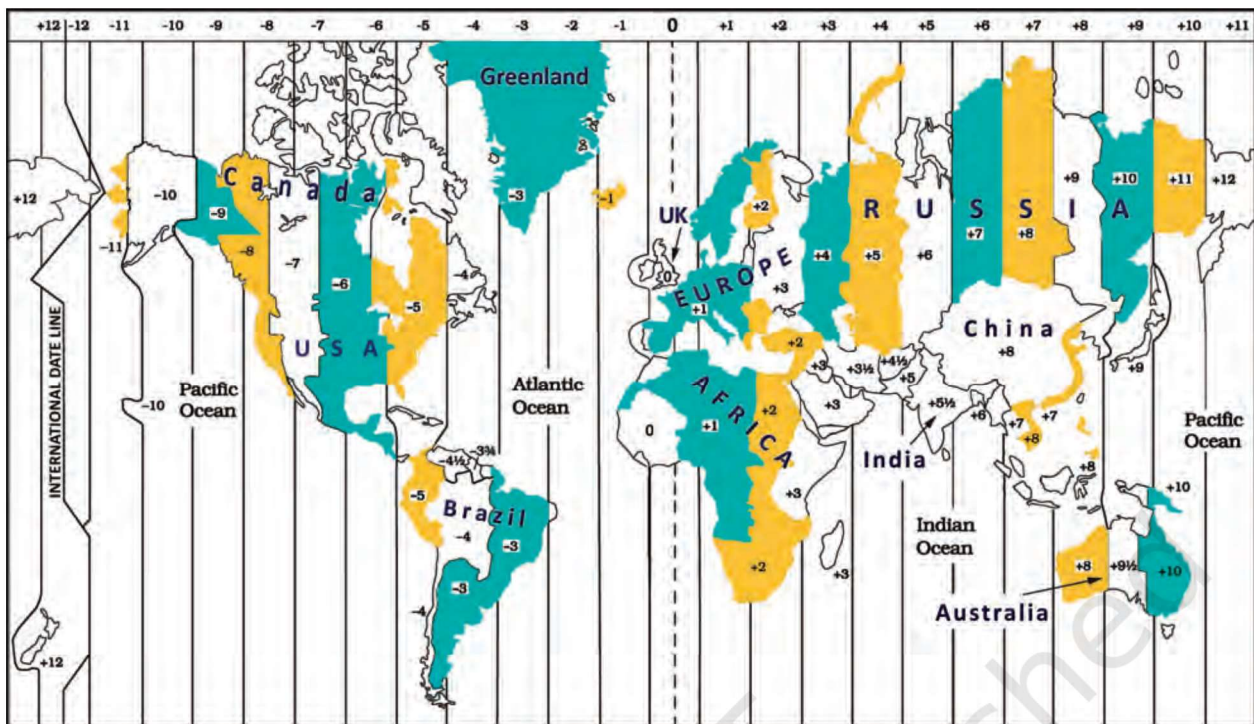 +12 -11 -10 -9 -8 -7 -6 -5 -4 -3 -2 -1 0 +1 +2 +3 +4 +5 +6 +7 +8 +9 +10 +11
Greenland
Canada
-3
-1
+12
-10
-9
-11
-8
-7
-6
-5
-4
UK
0
EUROPE
+1
+2
+3
+4
RUSSIA
+5
+6
+7
+8
+9
+10
+11
+12
USA
China
+8
INTERNATIONAL DATE LINE
Pacific
Ocean
-10
Atlantic
Ocean
AFRICA
0
+1
+2
+2
+3
+3
+3½
+4½
+5
+5½
+6
+7
+7
+8
+9
+8
India
Pacific
Ocean
-4½
-3¾
-5
Brazil
-4
-3
-3
-4
+3
+2
+3
Indian
Ocean
+10
+8
+9½
+10
Australia
+12